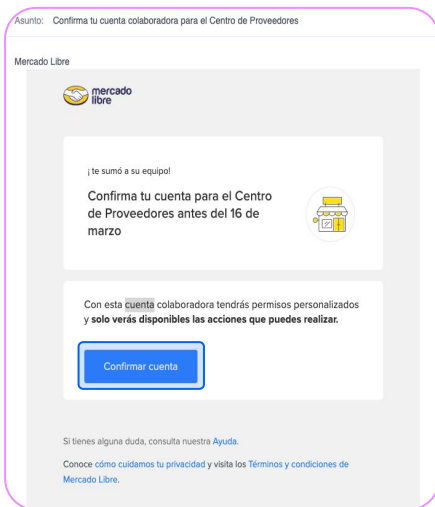 Asunto: Confirma tu cuenta colaboradora para el Centro de Proveedores
Mercado Libre
mercado
libre
¡ te sumó a su equipo!
Confirma tu cuenta para el Centro
de Proveedores antes del 16 de
marzo
Con esta cuenta colaboradora tendrás permisos personalizados
y solo verás disponibles las acciones que puedes realizar.
Confirmar cuenta
Si tienes alguna duda, consulta nuestra Ayuda.
Conoce cómo cuidamos tu privacidad y visita los Términos y condiciones de
Mercado Libre.